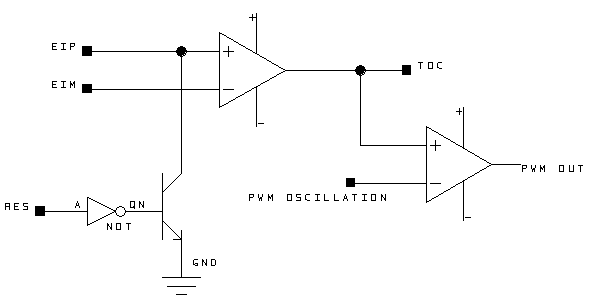 EIP
EIM
+
-
+
-
TOC
+
-
+
-
PWM OUT
PWM OSCILLATION
RES
A
QN
NOT
GND